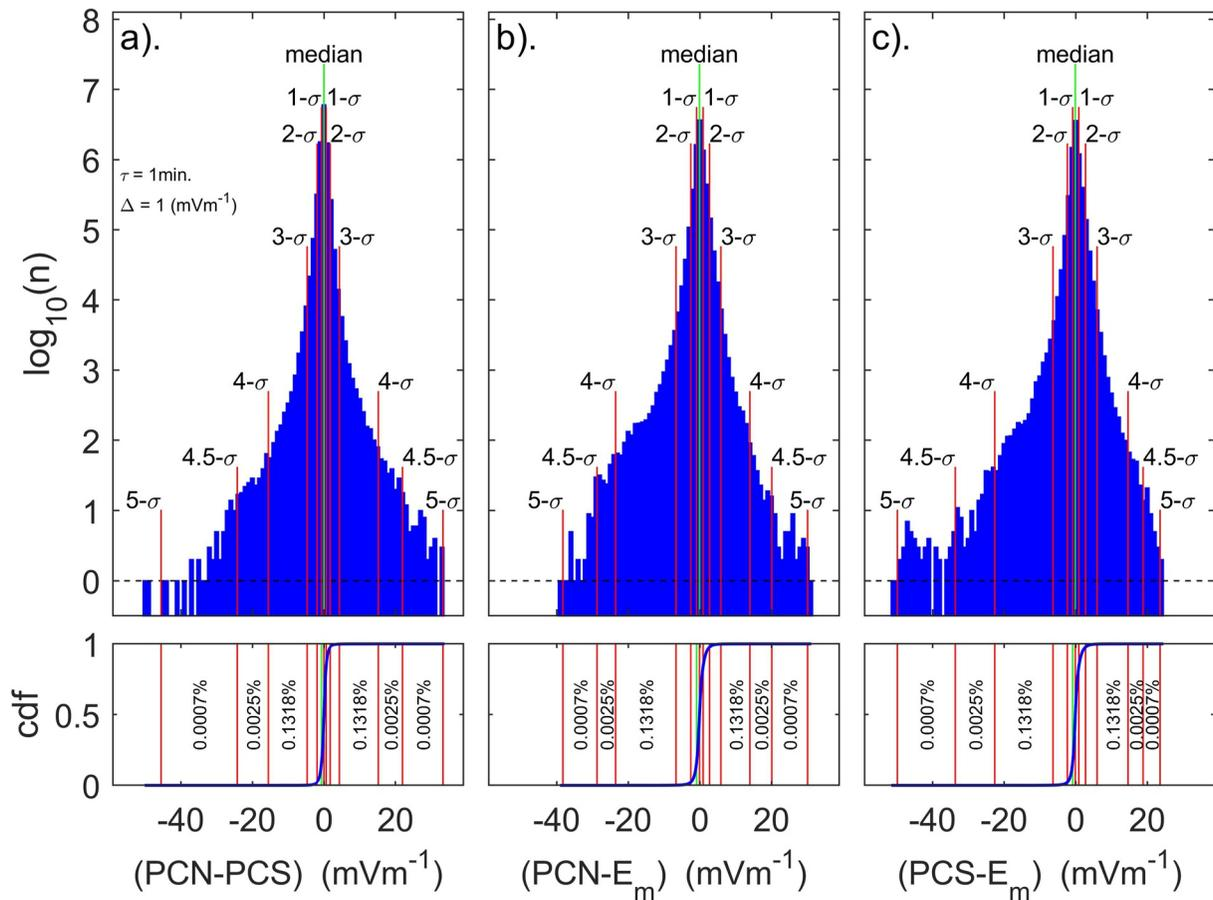 a).
median
1-σ 1-σ
2-σ 2-σ
τ = 1min.
Δ = 1 (mVm-1)
3-σ 3-σ
4-σ 4-σ
4.5-σ 4.5-σ
5-σ 5-σ
log10(n)
8
7
6
5
4
3
2
1
0
b).
median
1-σ 1-σ
2-σ 2-σ
3-σ 3-σ
4-σ 4-σ
4.5-σ 4.5-σ
5-σ 5-σ
c).
median
1-σ 1-σ
2-σ 2-σ
3-σ 3-σ
4-σ 4-σ
4.5-σ 4.5-σ
5-σ 5-σ
cdf
1
0.5
0
0.0007% 0.0025% 0.1318% 0.1318% 0.0025% 0.0007%
0.0007% 0.0025% 0.1318% 0.1318% 0.0025% 0.0007%
0.0007% 0.0025% 0.1318% 0.1318% 0.0025% 0.0007%
-40 -20 0 20
-40 -20 0 20
-40 -20 0 20
(PCN-PCS) (mVm-1)
(PCN-Em) (mVm-1)
(PCS-Em) (mVm-1)